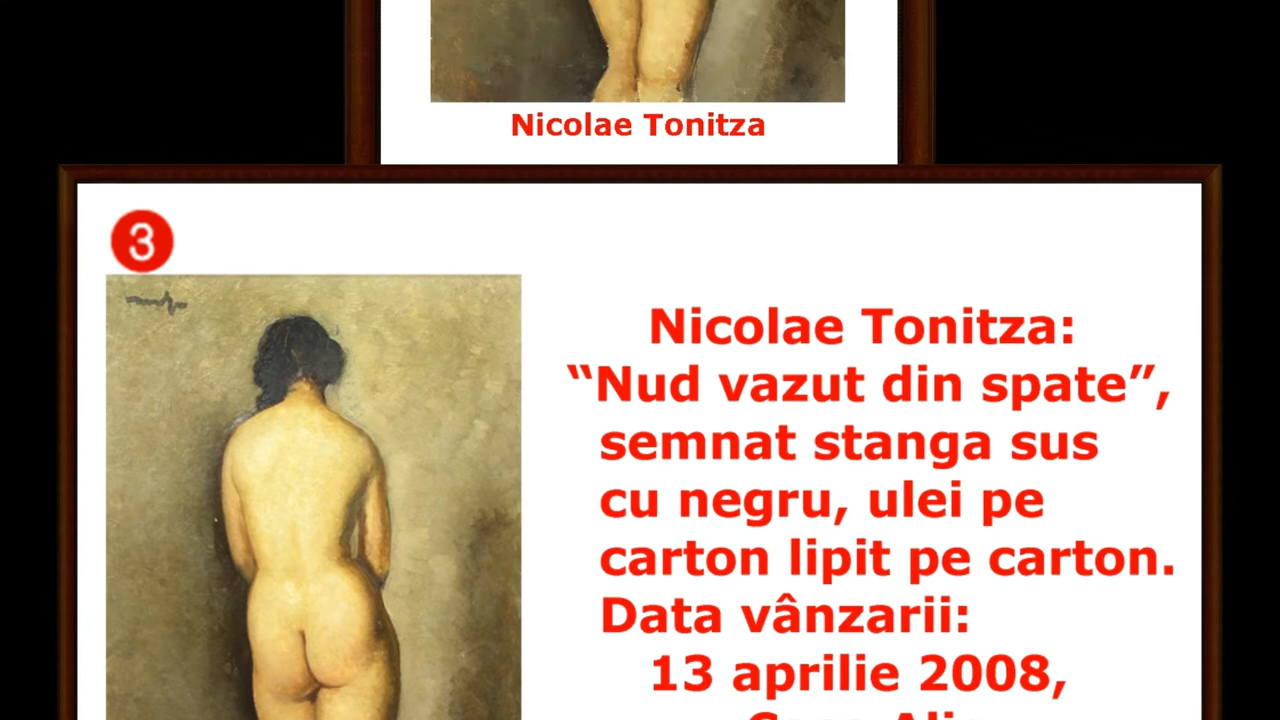 Nicolae Tonitza
3
Nicolae Tonitza:
“Nud vazut din spate”,
semnat stanga sus
cu negru, ulei pe
carton lipit pe carton.
Data vânzarii:
13 aprilie 2008,